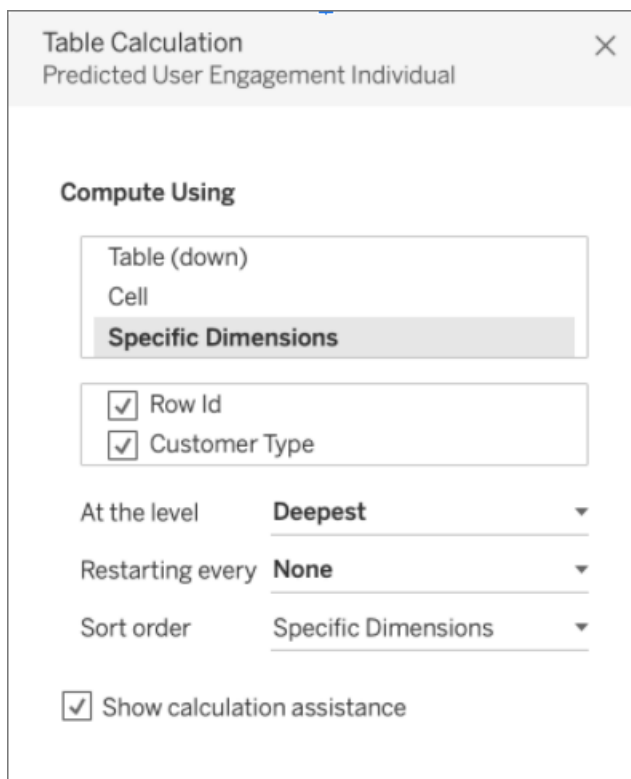 Table Calculation
Predicted User Engagement Individual
Compute Using
Table (down)
Cell
Specific Dimensions
Row Id
Customer Type
At the level Deepest
Restarting every None
Sort order Specific Dimensions
Show calculation assistance